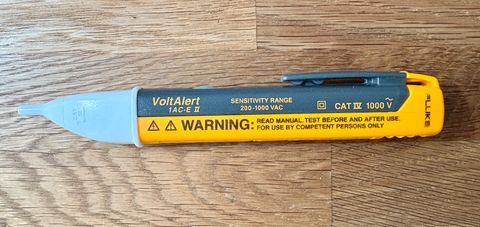 VoltAlert
1AC-E II
SENSITIVITY RANGE
200-1000 VAC
CAT IV 1000 V
FLUKE
WARNING:
READ MANUAL. TEST BEFORE AND AFTER USE.
FOR USE BY COMPETENT PERSONS ONLY